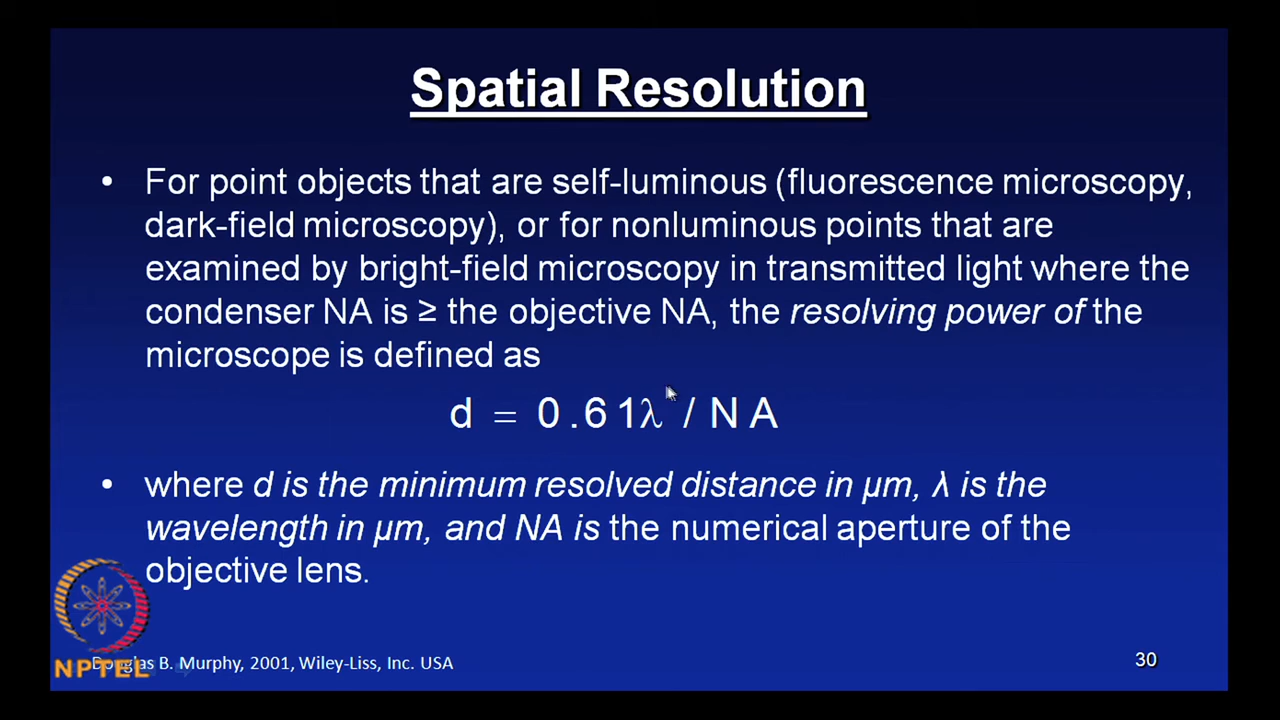 Spatial Resolution
• For point objects that are self-luminous (fluorescence microscopy,
dark-field microscopy), or for nonluminous points that are
examined by bright-field microscopy in transmitted light where the
condenser NA is ≥ the objective NA, the resolving power of the
microscope is defined as
d = 0.61λ / NA
• where d is the minimum resolved distance in μm, λ is the
wavelength in μm, and NA is the numerical aperture of the
objective lens.
Douglas B. Murphy, 2001, Wiley-Liss, Inc. USA
30
NPTEL